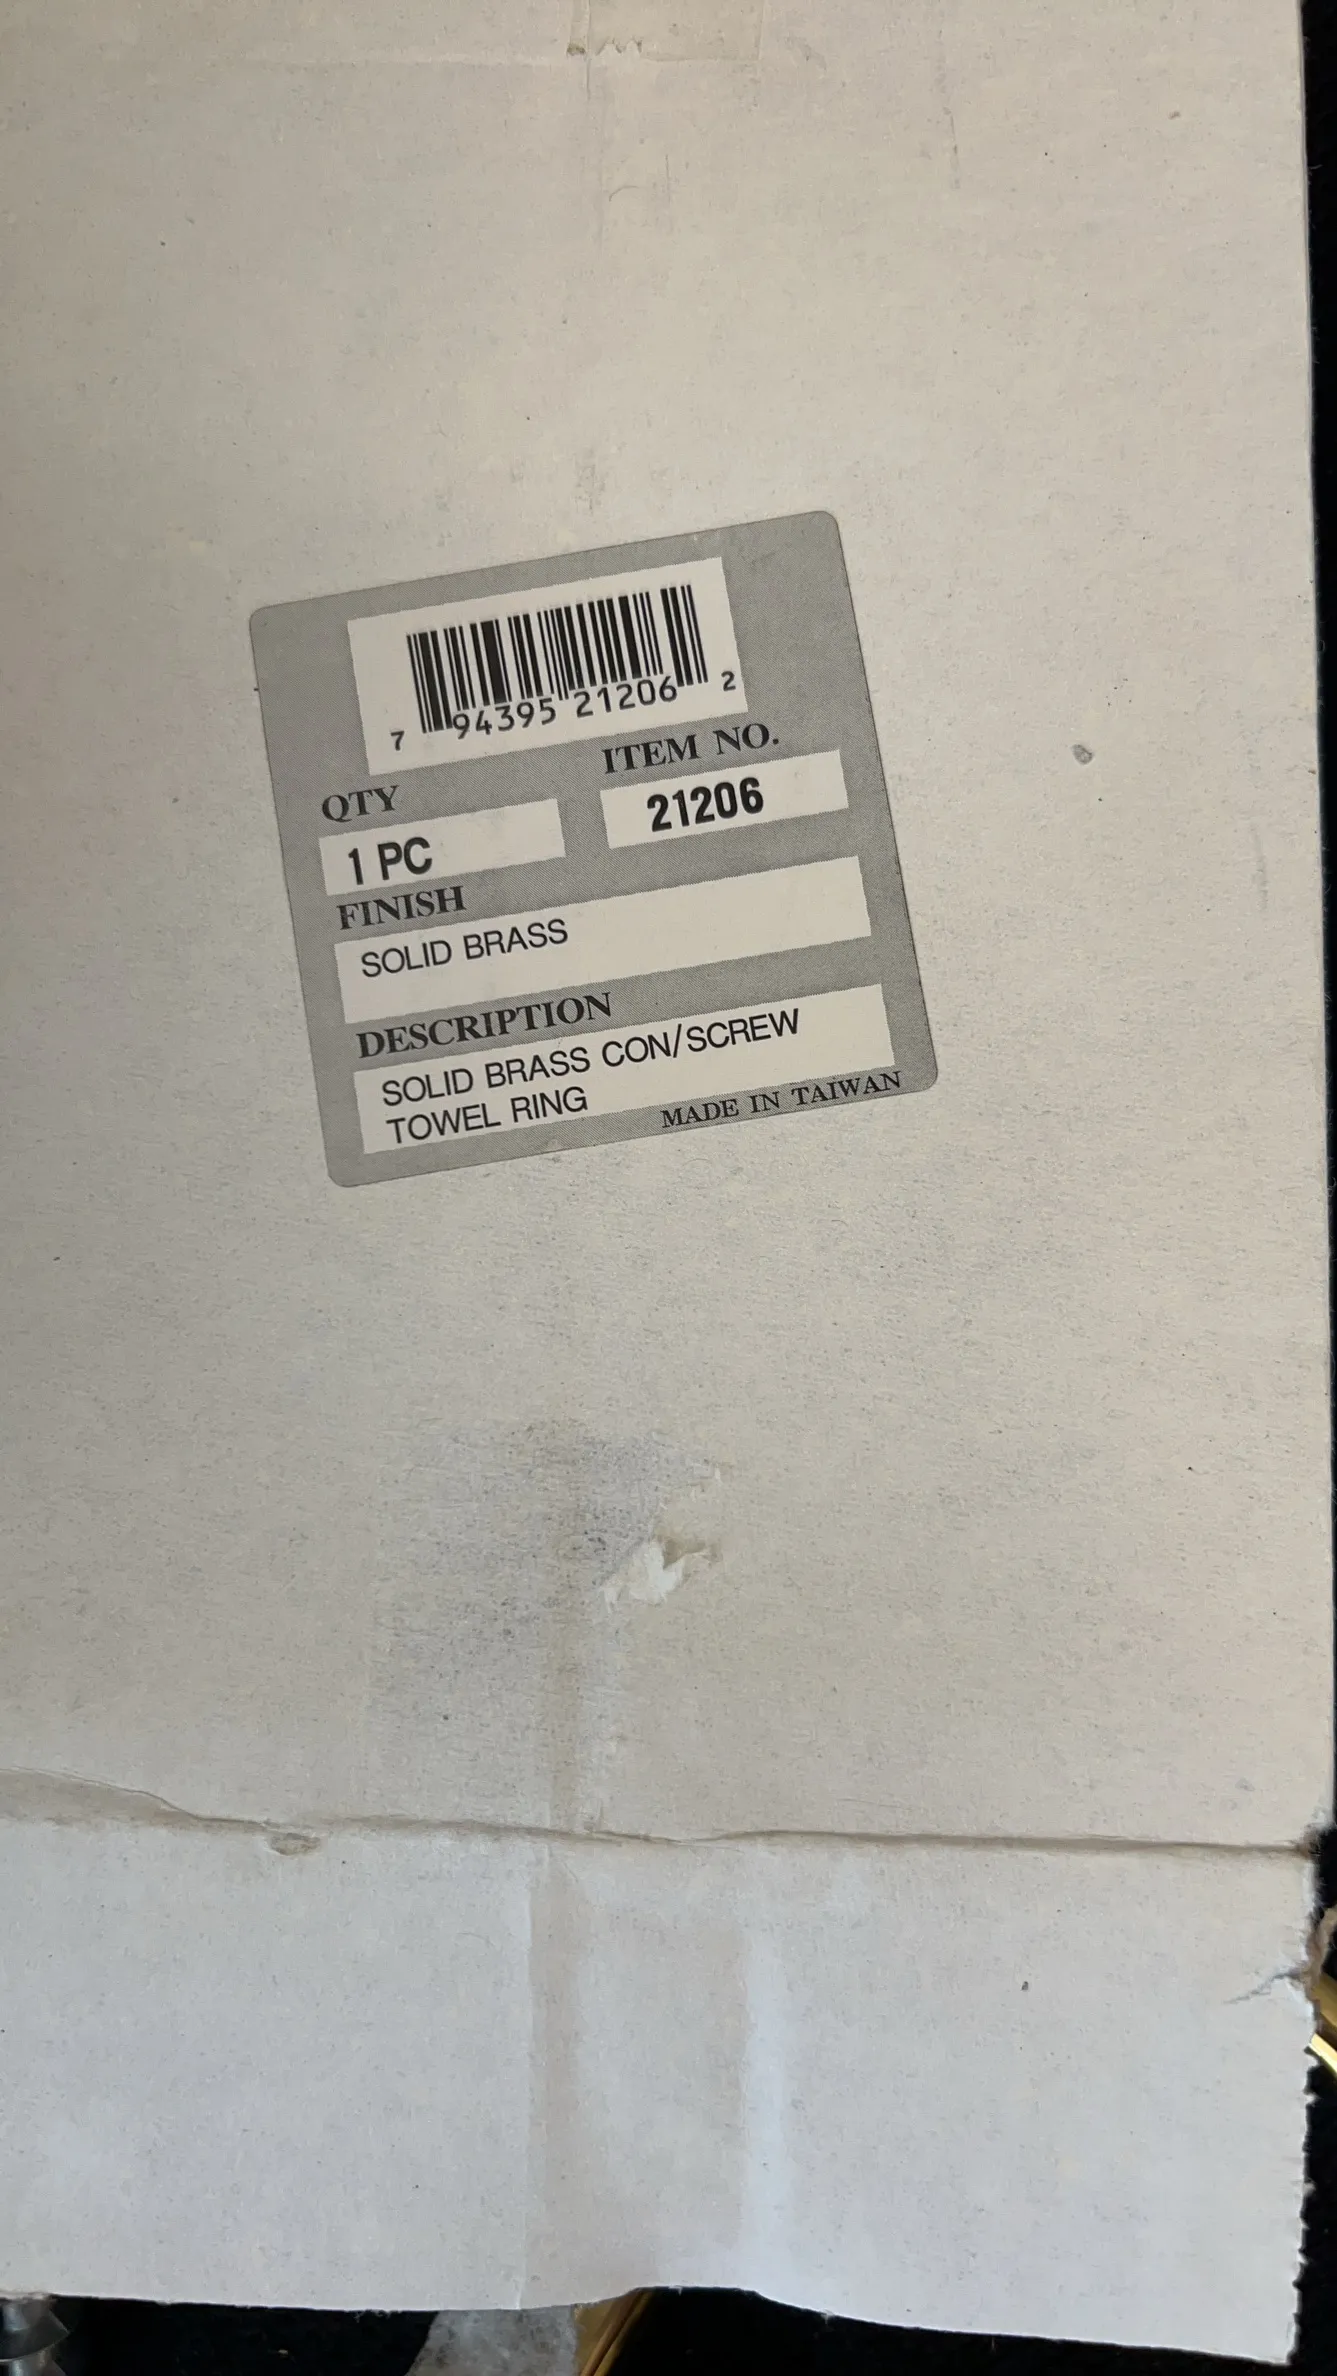 7 94395 21206 2
QTY
ITEM NO.
1 PC
21206
FINISH
SOLID BRASS
DESCRIPTION
SOLID BRASS CON/SCREW
TOWEL RING
MADE IN TAIWAN